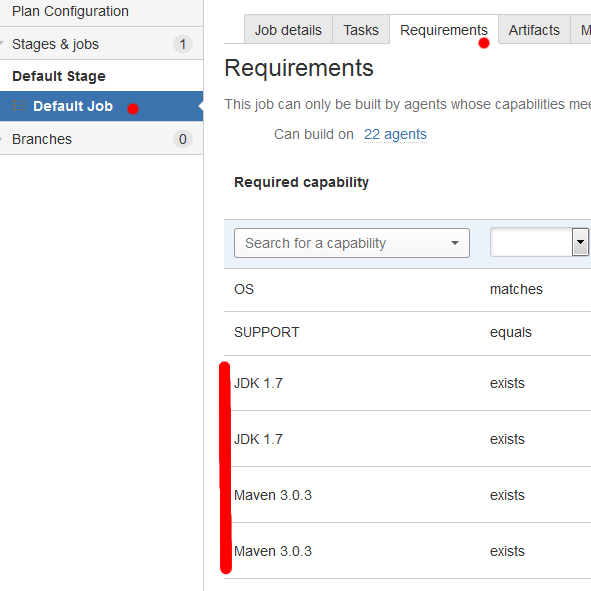 Plan Configuration
Stages & jobs 1
Default Stage
Default Job
Branches 0
Job details Tasks Requirements Artifacts
Requirements
This job can only be built by agents whose capabilities
Can build on 22 agents
Required capability
Search for a capability
OS matches
SUPPORT equals
JDK 1.7 exists
JDK 1.7 exists
Maven 3.0.3 exists
Maven 3.0.3 exists